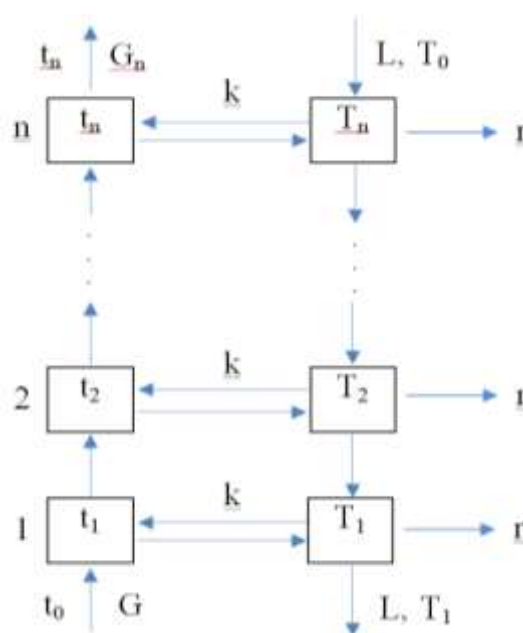 tₙ Gₙ L, T₀
k
n tₙ Tₙ
k
2 t₂ T₂
k
1 t₁ T₁
t₀ G L, T₁